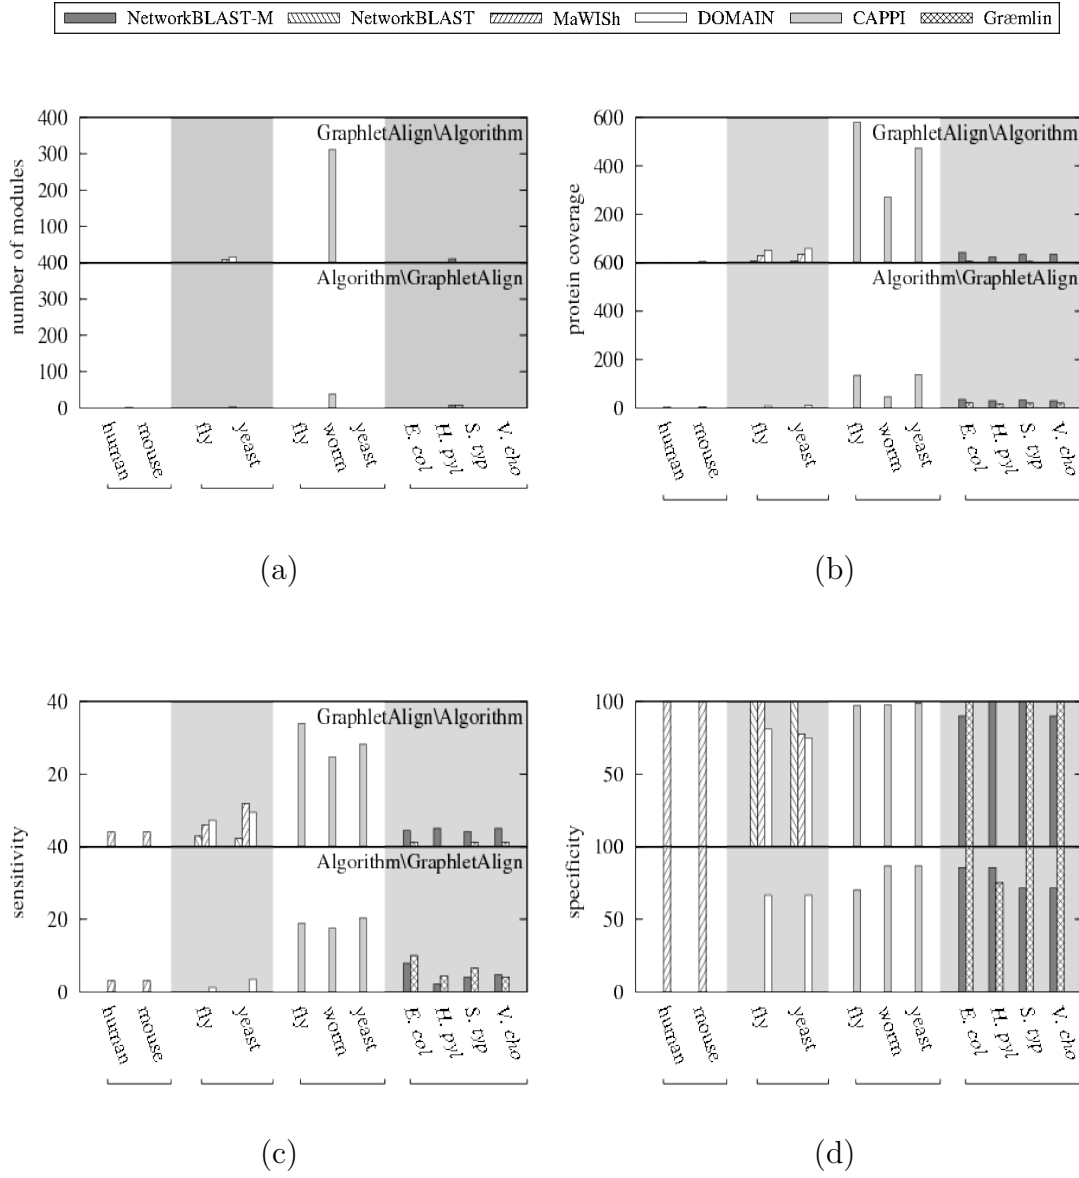 NetworkBLAST-M NetworkBLAST MaWISh DOMAIN CAPPI Græmlin
number of modules
400
300
200
100
400
300
200
100
0
GraphletAlign\Algorithm
Algorithm\GraphletAlign
human mouse fly yeast fly worm yeast E. col H. pyl S. typ V. cho
(a)
protein coverage
600
400
200
600
400
200
0
GraphletAlign\Algorithm
Algorithm\GraphletAlign
human mouse fly yeast fly worm yeast E. col H. pyl S. typ V. cho
(b)
sensitivity
40
20
40
20
0
GraphletAlign\Algorithm
Algorithm\GraphletAlign
human mouse fly yeast fly worm yeast E. col H. pyl S. typ V. cho
(c)
specificity
100
50
100
50
0
human mouse fly yeast fly worm yeast E. col H. pyl S. typ V. cho
(d)